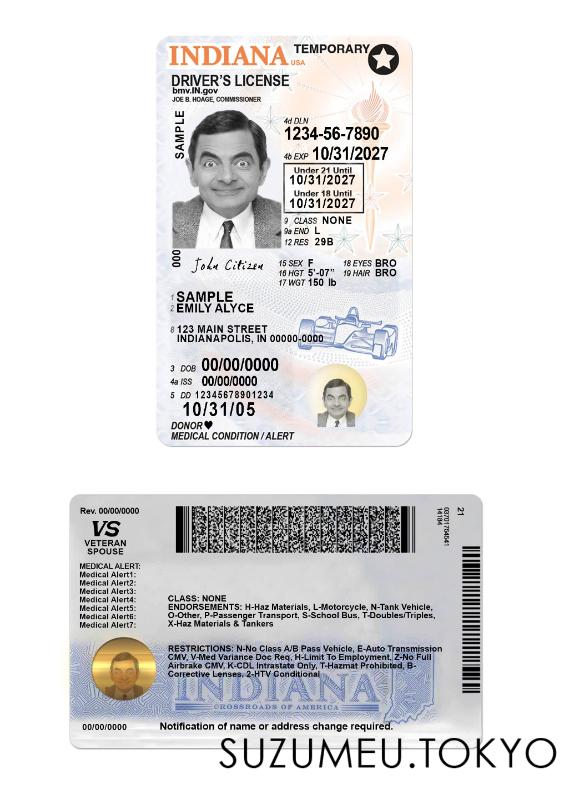 INDIANA USA TEMPORARY
DRIVER'S LICENSE
bmv.IN.gov
JOE B. HOAGE, COMMISSIONER
SAMPLE
4d DLN
1234-56-7890
4b EXP 10/31/2027
Under 21 Until
10/31/2027
Under 18 Until
10/31/2027
9 CLASS NONE
9a END L
12 RES 29B
000
John Citizen
15 SEX F 18 EYES BRO
16 HGT 5'-07" 19 HAIR BRO
17 WGT 150 lb
1 SAMPLE
2 EMILY ALYCE
8 123 MAIN STREET
INDIANAPOLIS, IN 00000-0000
3 DOB 00/00/0000
4a ISS 00/00/0000
5 DD 12345678901234
10/31/05
DONOR
MEDICAL CONDITION / ALERT
Rev. 00/00/0000
VS
VETERAN
SPOUSE
21
MEDICAL ALERT:
Medical Alert1:
Medical Alert2:
Medical Alert3:
Medical Alert4:
Medical Alert5:
Medical Alert6:
Medical Alert7:
CLASS: NONE
ENDORSEMENTS: H-Haz Materials, L-Motorcycle, N-Tank Vehicle,
O-Other, P-Passenger Transport, S-School Bus, T-Doubles/Triples,
X-Haz Materials & Tankers
RESTRICTIONS: N-No Class A/B Pass Vehicle, E-Auto Transmission
CMV, V-Med Variance Doc Req, H-Limit To Employment, Z-No Full
Airbrake CMV, K-CDL Intrastate Only, T-Hazmat Prohibited, B-
Corrective Lenses, 2-HTV Conditional
INDIANA
CROSSROADS OF AMERICA
00/00/0000
Notification of name or address change required.
SUZUMEU.TOKYO